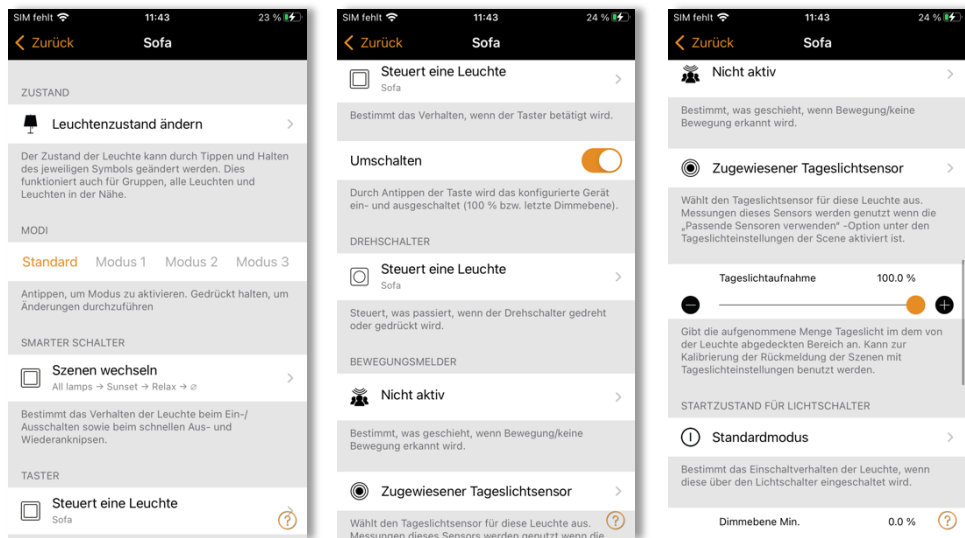 SIM fehlt 11:43 23 %
Zurück Sofa
ZUSTAND
Leuchtenzustand ändern
Der Zustand der Leuchte kann durch Tippen und Halten
des jeweiligen Symbols geändert werden. Dies
funktioniert auch für Gruppen, alle Leuchten und
Leuchten in der Nähe.
MODI
Standard Modus 1 Modus 2 Modus 3
Antippen, um Modus zu aktivieren. Gedrückt halten, um
Änderungen durchzuführen
SMARTER SCHALTER
Szenen wechseln
All lamps → Sunset → Relax → ∅
Bestimmt das Verhalten der Leuchte beim Ein-/
Ausschalten sowie beim schnellen Aus- und
Wiederanknipsen.
TASTER
Steuert eine Leuchte
Sofa
?
SIM fehlt 11:43 24 %
Zurück Sofa
Steuert eine Leuchte
Sofa
Bestimmt das Verhalten, wenn der Taster betätigt wird.
Umschalten
Durch Antippen der Taste wird das konfigurierte Gerät
ein- und ausgeschaltet (100 % bzw. letzte Dimmebene).
DREHSCHALTER
Steuert eine Leuchte
Sofa
Steuert, was passiert, wenn der Drehschalter gedreht
oder gedrückt wird.
BEWEGUNGSMELDER
Nicht aktiv
Bestimmt, was geschieht, wenn Bewegung/keine
Bewegung erkannt wird.
Zugewiesener Tageslichtsensor
Wählt den Tageslichtsensor für diese Leuchte aus.
Messungen dieses Sensors werden genutzt wenn die
?
SIM fehlt 11:43 24 %
Zurück Sofa
Nicht aktiv
Bestimmt, was geschieht, wenn Bewegung/keine
Bewegung erkannt wird.
Zugewiesener Tageslichtsensor
Wählt den Tageslichtsensor für diese Leuchte aus.
Messungen dieses Sensors werden genutzt wenn die
„Passende Sensoren verwenden" -Option unter den
Tageslichteinstellungen der Scene aktiviert ist.
Tageslichtaufnahme 100.0 %
Gibt die aufgenommene Menge Tageslicht im dem von
der Leuchte abgedeckten Bereich an. Kann zur
Kalibrierung der Rückmeldung der Szenen mit
Tageslichteinstellungen benutzt werden.
STARTZUSTAND FÜR LICHTSCHALTER
Standardmodus
Bestimmt das Einschaltverhalten der Leuchte, wenn
diese über den Lichtschalter eingeschaltet wird.
Dimmebene Min. 0.0 %
?